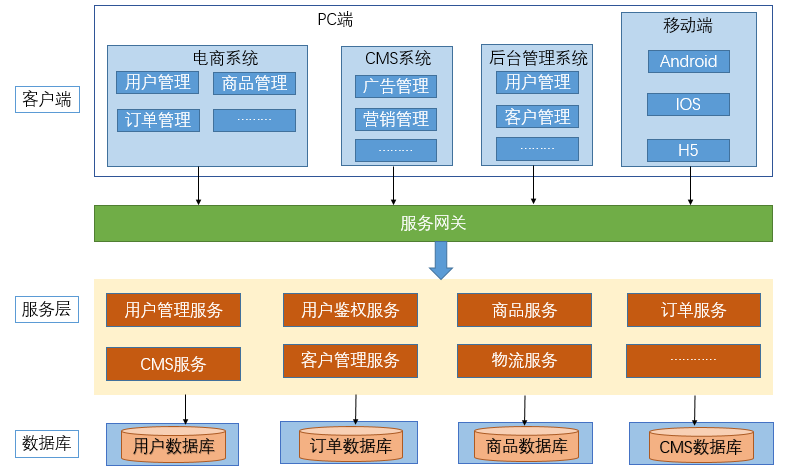 PC端
移动端
电商系统
CMS系统
后台管理系统
用户管理
商品管理
订单管理
………
广告管理
营销管理
………
用户管理
客户管理
………
Android
IOS
H5
客户端
服务网关
服务层
用户管理服务
用户鉴权服务
商品服务
订单服务
CMS服务
客户管理服务
物流服务
…………
数据库
用户数据库
订单数据库
商品数据库
CMS数据库